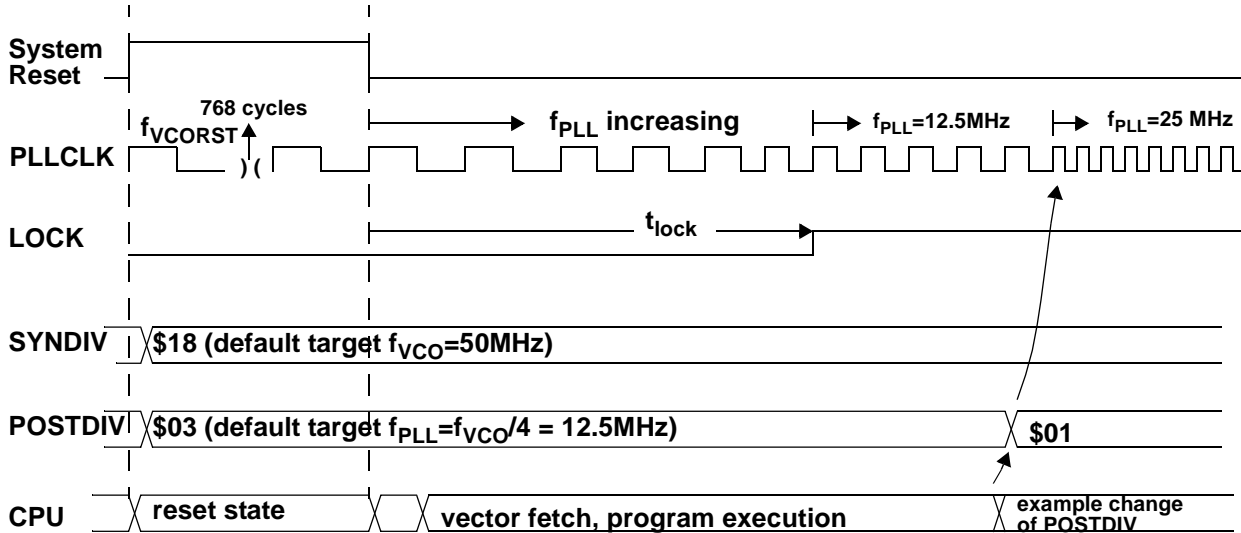 System
Reset
768 cycles
fVCORST
fPLL increasing
fPLL=12.5MHz
fPLL=25 MHz
PLLCLK
) (
LOCK
tlock
SYNDIV
$18 (default target fVCO=50MHz)
POSTDIV
$03 (default target fPLL=fVCO/4 = 12.5MHz)
$01
CPU
reset state
vector fetch, program execution
example change
of POSTDIV